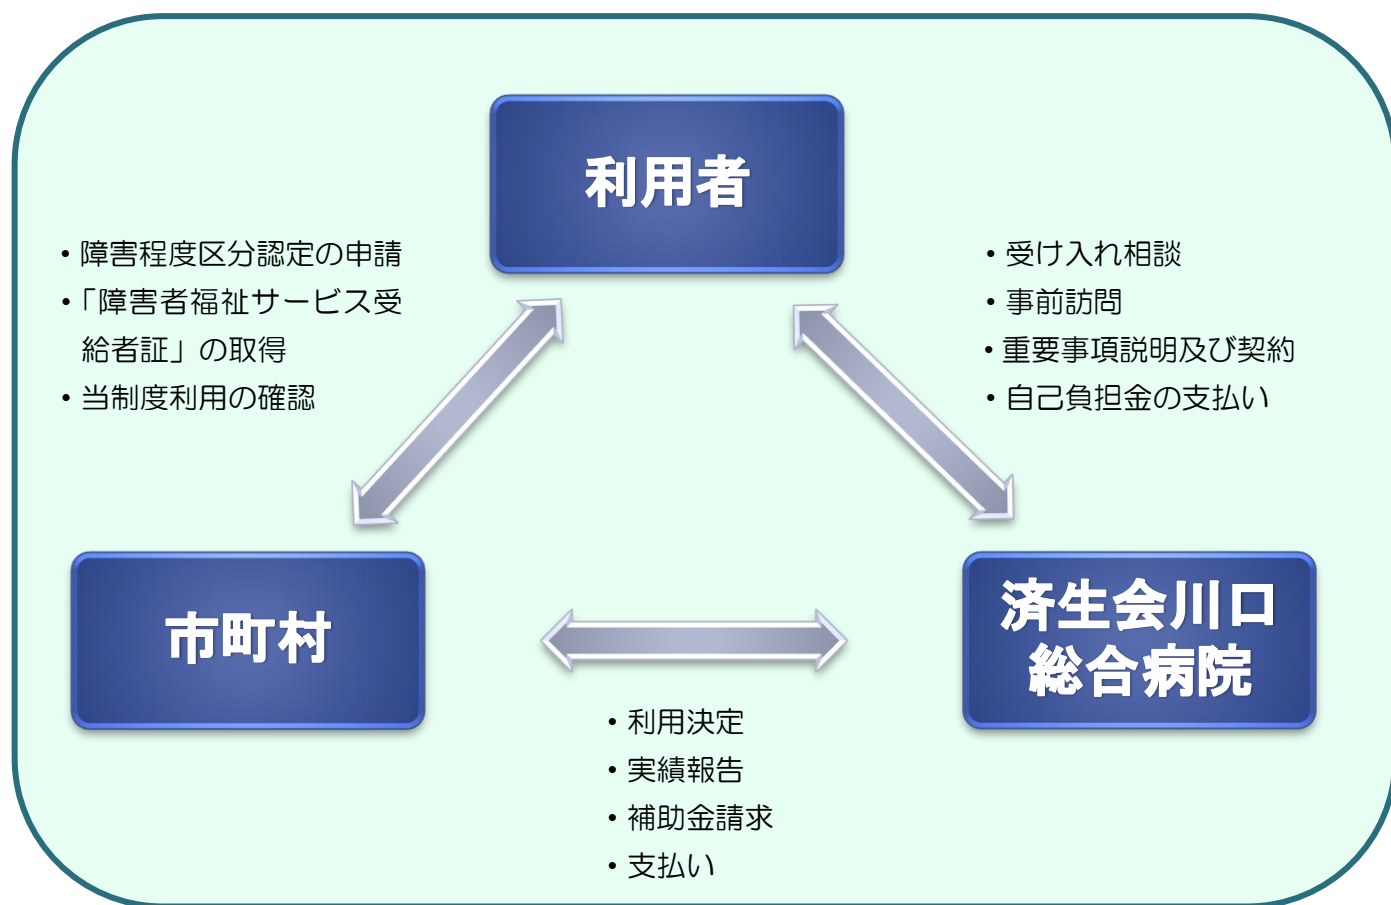 利用者
・障害程度区分認定の申請
・「障害者福祉サービス受
給者証」の取得
・当制度利用の確認
・受け入れ相談
・事前訪問
・重要事項説明及び契約
・自己負担金の支払い
市町村
済生会川口
総合病院
・利用決定
・実績報告
・補助金請求
・支払い